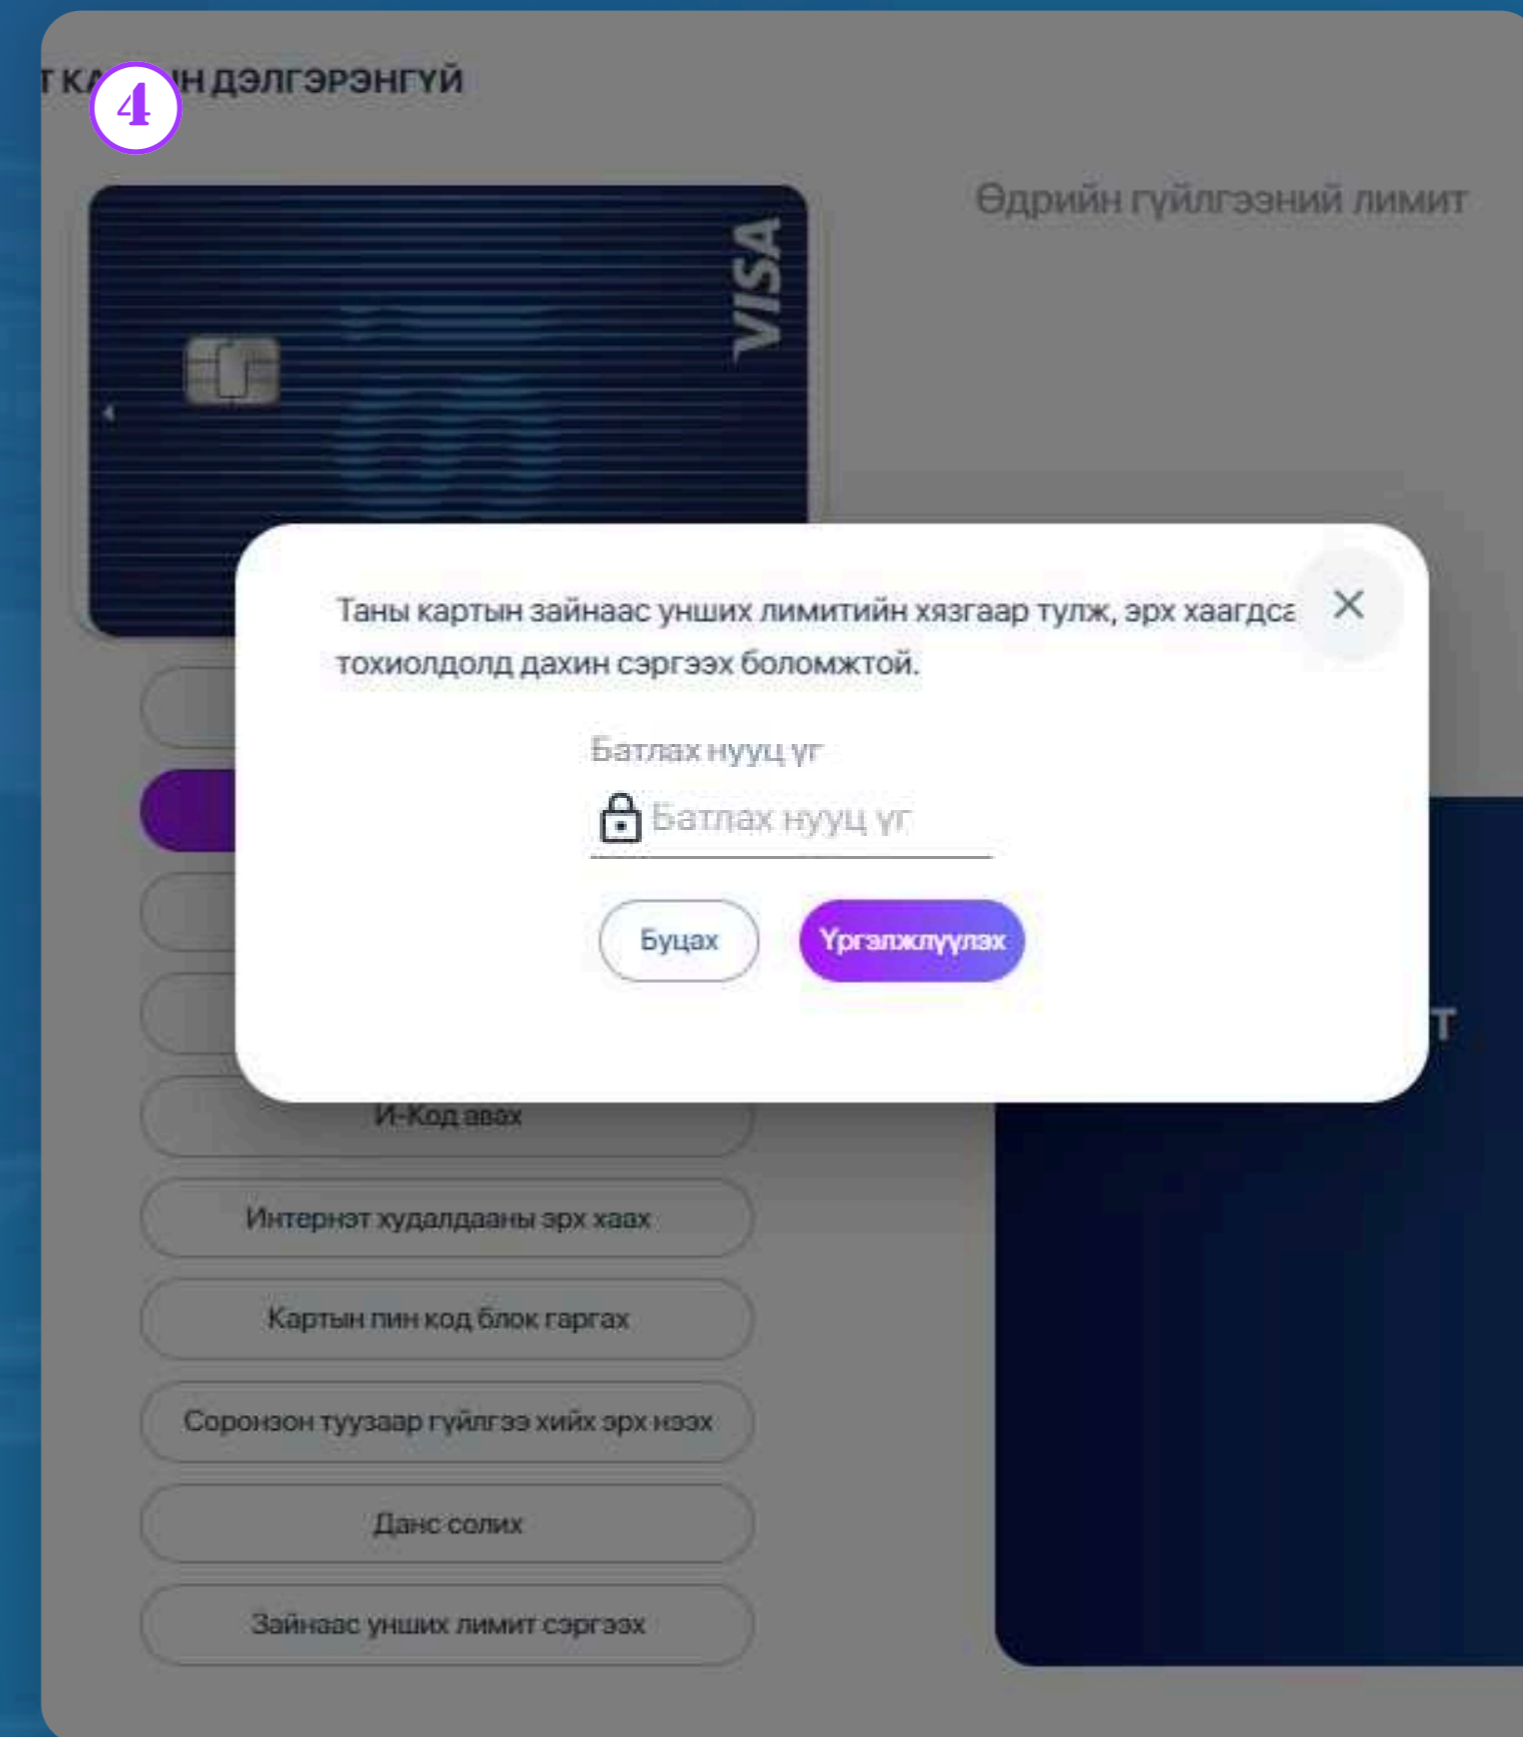 ДЭЛГЭРЭНГҮЙ
4
Өдрийн гүйлгээний лимит
VISA
Таны картын зайнаас унших лимитийн хязгаар тулж, эрх
тохиолдолд дахин сэргээх боломжтой.
Батлах нууц үг
Батлах нууц үг
Буцах
Үргэлжлүүлэх
И-Код авах
Интернэт худалдааны эрх хаах
Картын пин код блок гаргах
Соронзон туузаар гүйлгээ хийх эрх нээх
Данс солих
Зайнаас унших лимит сэргээх